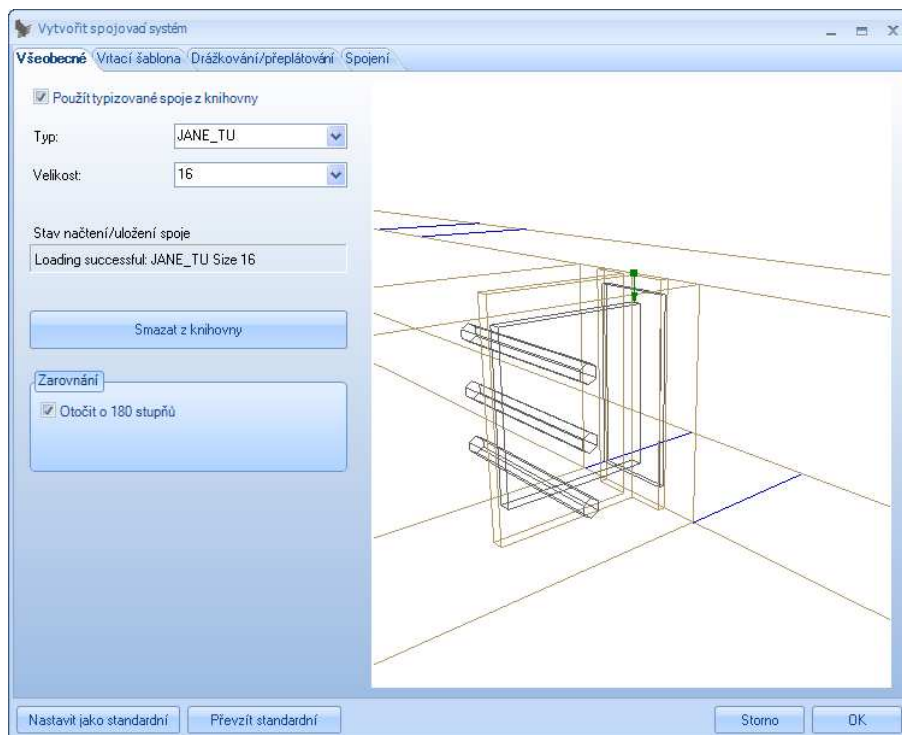 Vytvořit spojovací systém
Všeobecné Vrtací šablona Drážkování/přeplátování Spojení
Použít typizované spoje z knihovny
Typ: JANE_TU
Velikost: 16
Stav načtení/uložení spoje
Loading successful: JANE_TU Size 16
Smazat z knihovny
Zarovnání
Otočit o 180 stupňů
Nastavit jako standardní Převzít standardní Storno OK